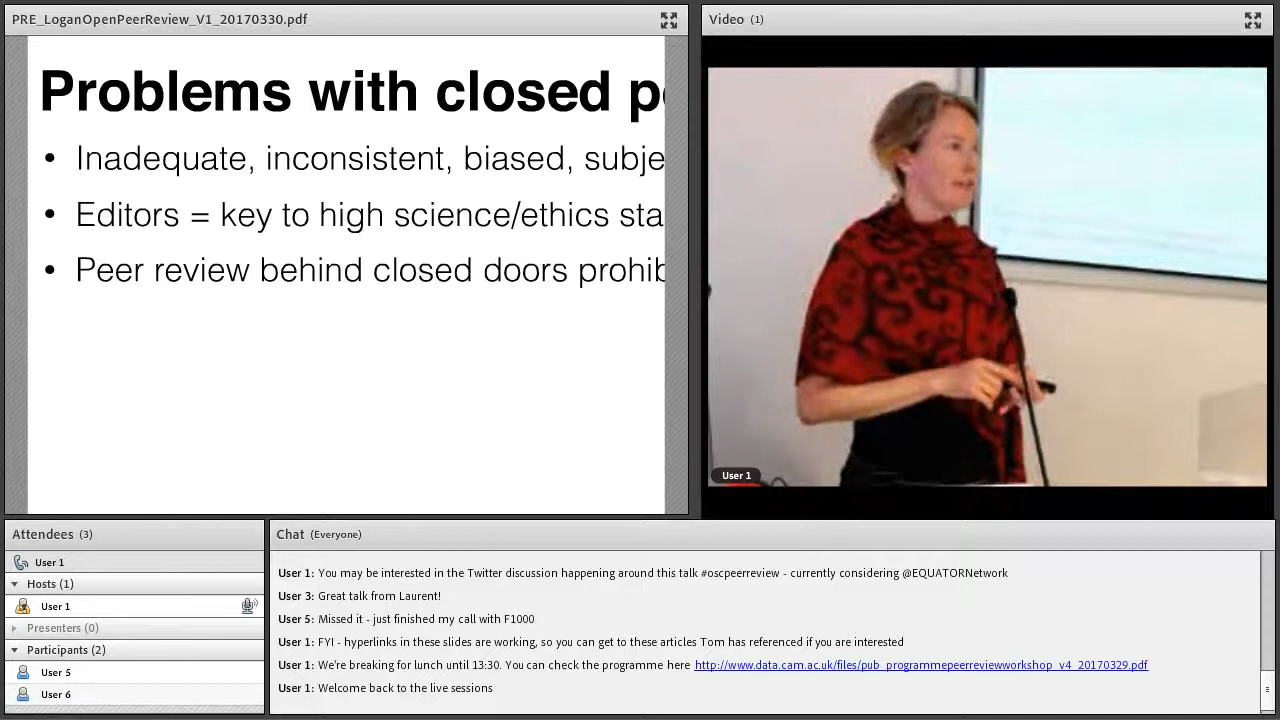 PRE_LoganOpenPeerReview_V1_20170330.pdf
Problems with closed p
• Inadequate, inconsistent, biased, subje
• Editors = key to high science/ethics sta
• Peer review behind closed doors prohib
Video (1)
User 1
Attendees (3)
User 1
Hosts (1)
User 1
Presenters (0)
Participants (2)
User 5
User 6
Chat (Everyone)
User 1: You may be interested in the Twitter discussion happening around this talk #oscpeerreview - currently considering @EQUATORNetwork
User 3: Great talk from Laurent!
User 5: Missed it - just finished my call with F1000
User 1: FYI - hyperlinks in these slides are working, so you can get to these articles Tom has referenced if you are interested
User 1: We're breaking for lunch until 13:30. You can check the programme here http://www.data.cam.ac.uk/files/pub_programmepeerreviewworkshop_v4_20170329.pdf
User 1: Welcome back to the live sessions